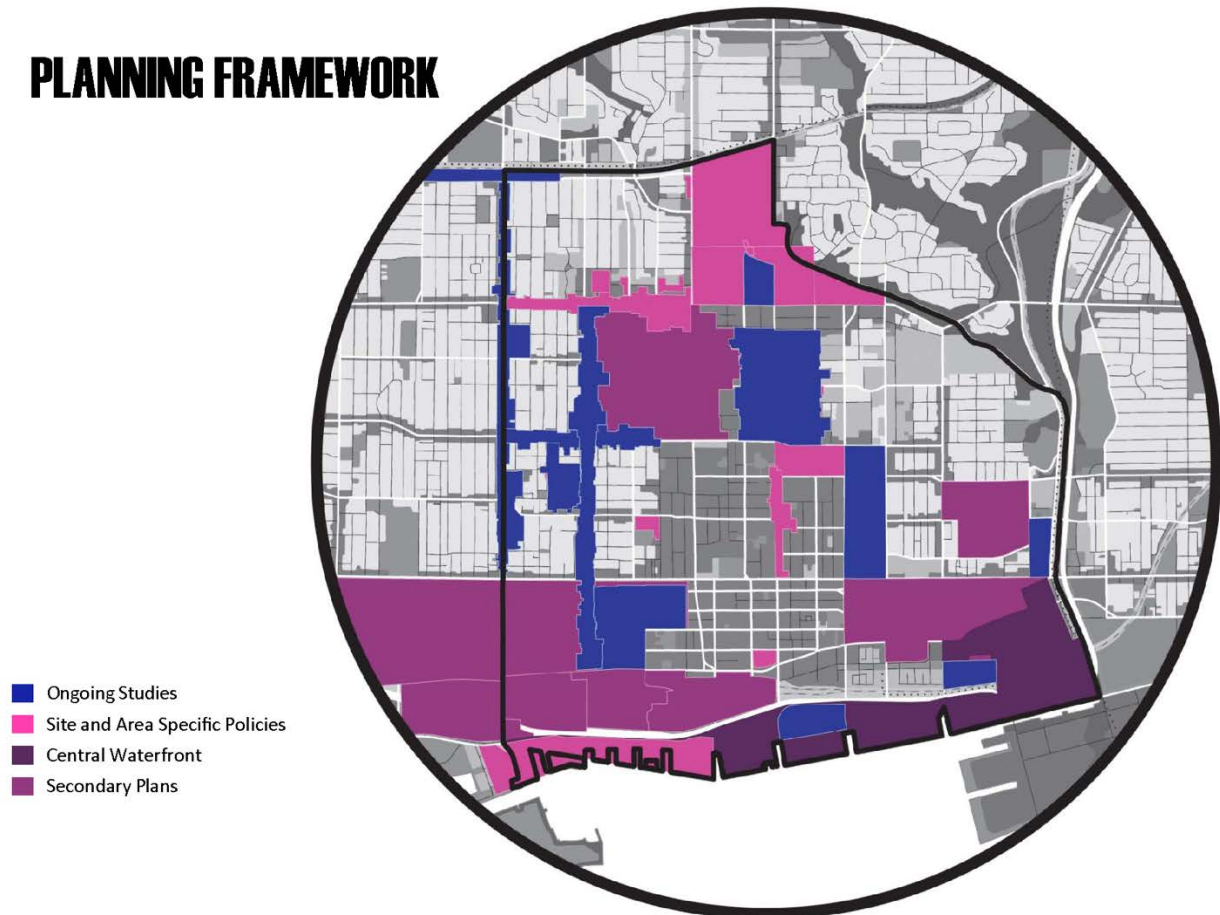 PLANNING FRAMEWORK
Ongoing Studies
Site and Area Specific Policies
Central Waterfront
Secondary Plans